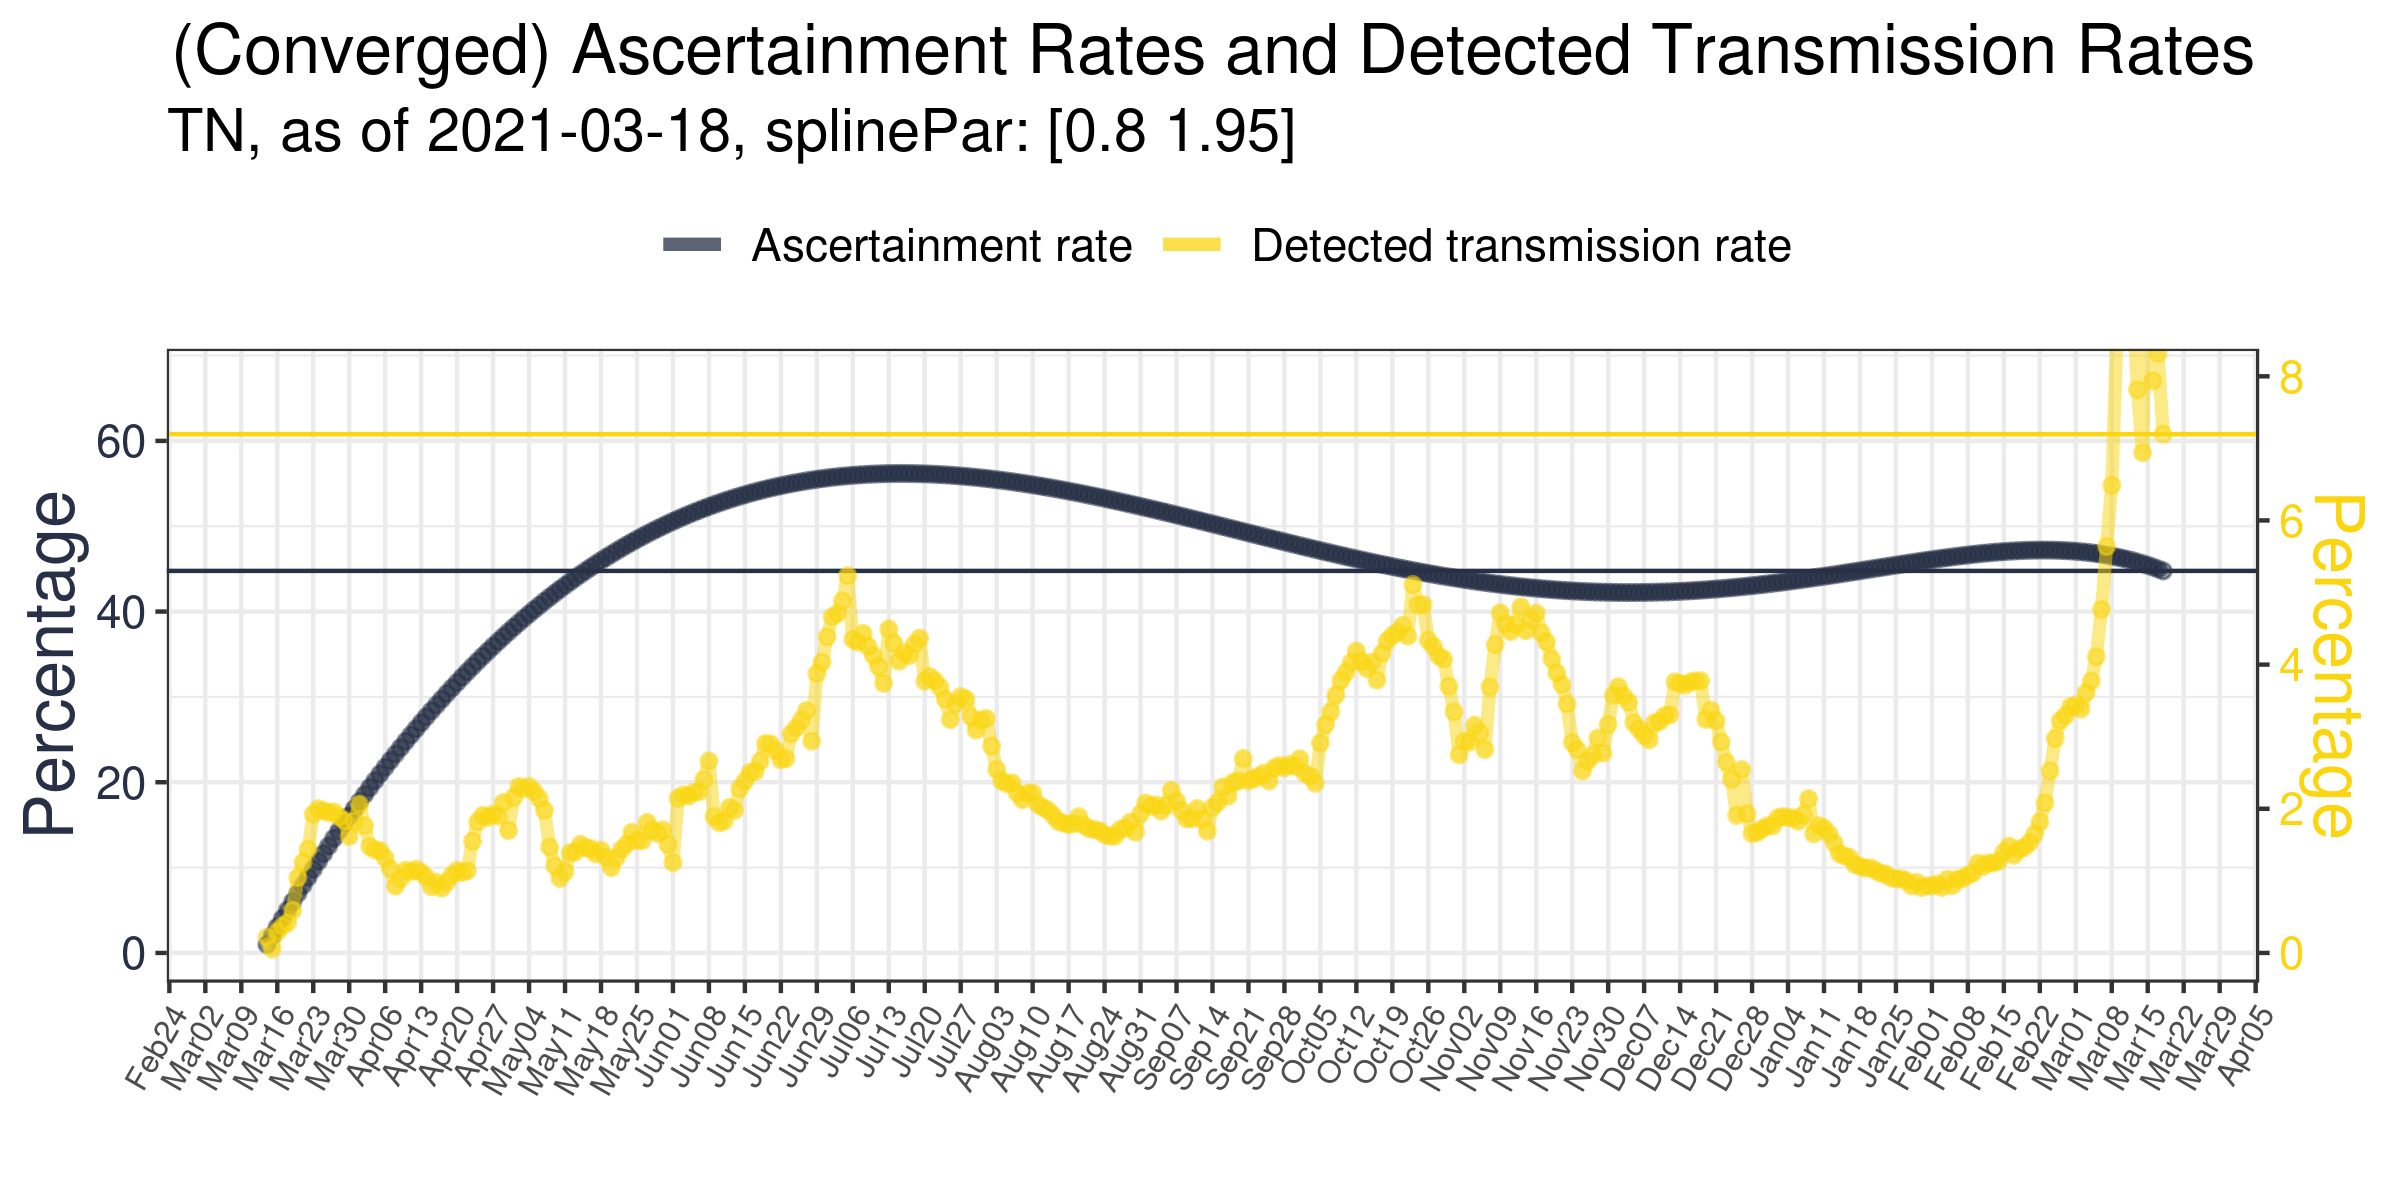 (Converged) Ascertainment Rates and Detected Transmission Rates
TN, as of 2021-03-18, splinePar: [0.8 1.95]
Ascertainment rate
Detected transmission rate
Percentage
60
40
20
0
8
6
4
2
0
Percentage
Feb24
Mar02
Mar09
Mar16
Mar23
Mar30
Apr06
Apr13
Apr20
Apr27
May04
May11
May18
May25
Jun01
Jun08
Jun15
Jun22
Jun29
Jul06
Jul13
Jul20
Jul27
Aug03
Aug10
Aug17
Aug24
Aug31
Sep07
Sep14
Sep21
Sep28
Oct05
Oct12
Oct19
Oct26
Nov02
Nov09
Nov16
Nov23
Nov30
Dec07
Dec14
Dec21
Dec28
Jan04
Jan11
Jan18
Jan25
Feb01
Feb08
Feb15
Feb22
Mar01
Mar08
Mar15
Mar22
Mar29
Apr05